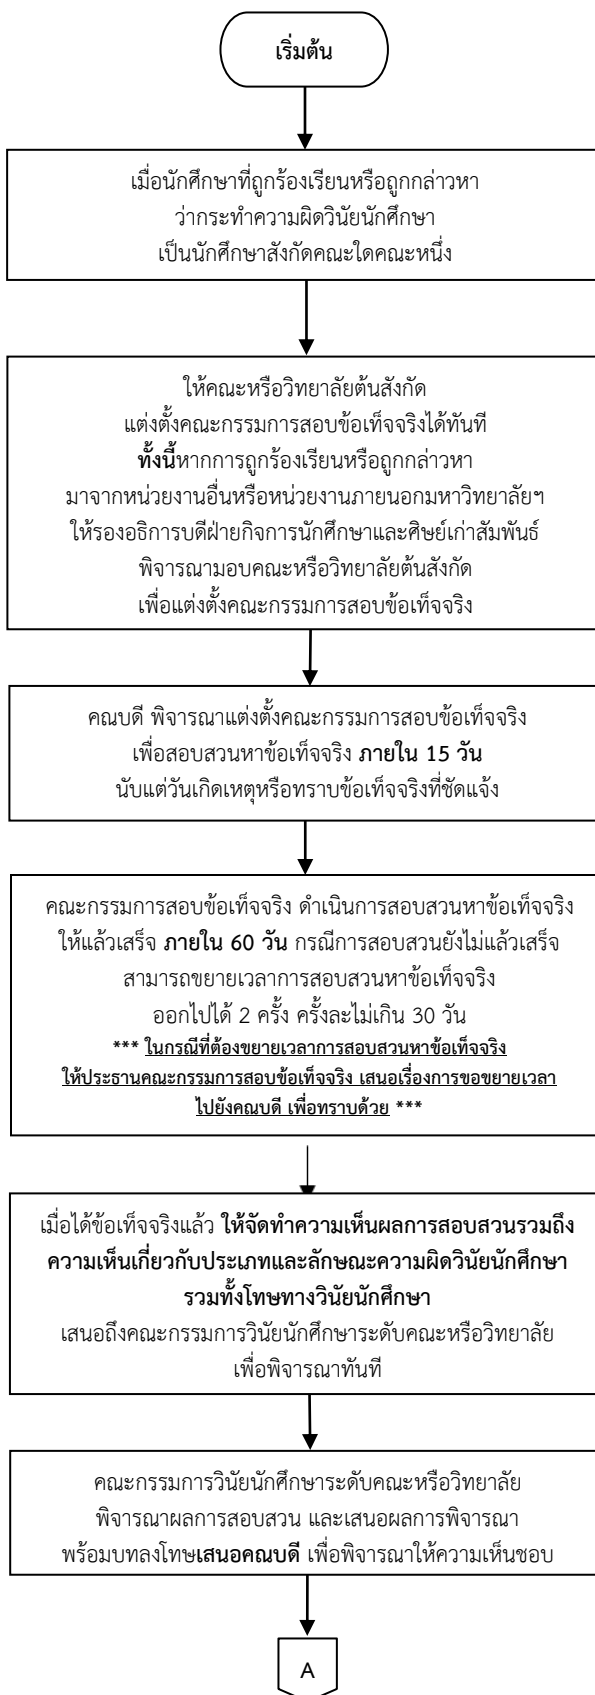 เริ่มต้น
เมื่อนักศึกษาที่ถูกร้องเรียนหรือถูกกล่าวหา
ว่ากระทำความผิดวินัยนักศึกษา
เป็นนักศึกษาสังกัดคณะใดคณะหนึ่ง
ให้คณะหรือวิทยาลัยต้นสังกัด
แต่งตั้งคณะกรรมการสอบข้อเท็จจริงได้ทันที
ทั้งนี้หากการถูกร้องเรียนหรือถูกกล่าวหา
มาจากหน่วยงานอื่นหรือหน่วยงานภายนอกมหาวิทยาลัยฯ
ให้รองอธิการบดีฝ่ายกิจการนักศึกษาและศิษย์เก่าสัมพันธ์
พิจารณามอบคณะหรือวิทยาลัยต้นสังกัด
เพื่อแต่งตั้งคณะกรรมการสอบข้อเท็จจริง
คณบดี พิจารณาแต่งตั้งคณะกรรมการสอบข้อเท็จจริง
เพื่อสอบสวนหาข้อเท็จจริง ภายใน 15 วัน
นับแต่วันเกิดเหตุหรือทราบข้อเท็จจริงที่ชัดแจ้ง
คณะกรรมการสอบข้อเท็จจริง ดำเนินการสอบสวนหาข้อเท็จจริง
ให้แล้วเสร็จ ภายใน 60 วัน กรณีการสอบสวนยังไม่แล้วเสร็จ
สามารถขยายเวลาการสอบสวนหาข้อเท็จจริง
ออกไปได้ 2 ครั้ง ครั้งละไม่เกิน 30 วัน
*** ในกรณีที่ต้องขยายเวลาการสอบสวนหาข้อเท็จจริง
ให้ประธานคณะกรรมการสอบข้อเท็จจริง เสนอเรื่องการขอขยายเวลา
ไปยังคณบดี เพื่อทราบด้วย ***
เมื่อได้ข้อเท็จจริงแล้ว ให้จัดทำความเห็นผลการสอบสวนรวมถึง
ความเห็นเกี่ยวกับประเภทและลักษณะความผิดวินัยนักศึกษา
รวมทั้งโทษทางวินัยนักศึกษา
เสนอถึงคณะกรรมการวินัยนักศึกษาระดับคณะหรือวิทยาลัย
เพื่อพิจารณาทันที
คณะกรรมการวินัยนักศึกษาระดับคณะหรือวิทยาลัย
พิจารณาผลการสอบสวน และเสนอผลการพิจารณา
พร้อมบทลงโทษเสนอคณบดี เพื่อพิจารณาให้ความเห็นชอบ
A